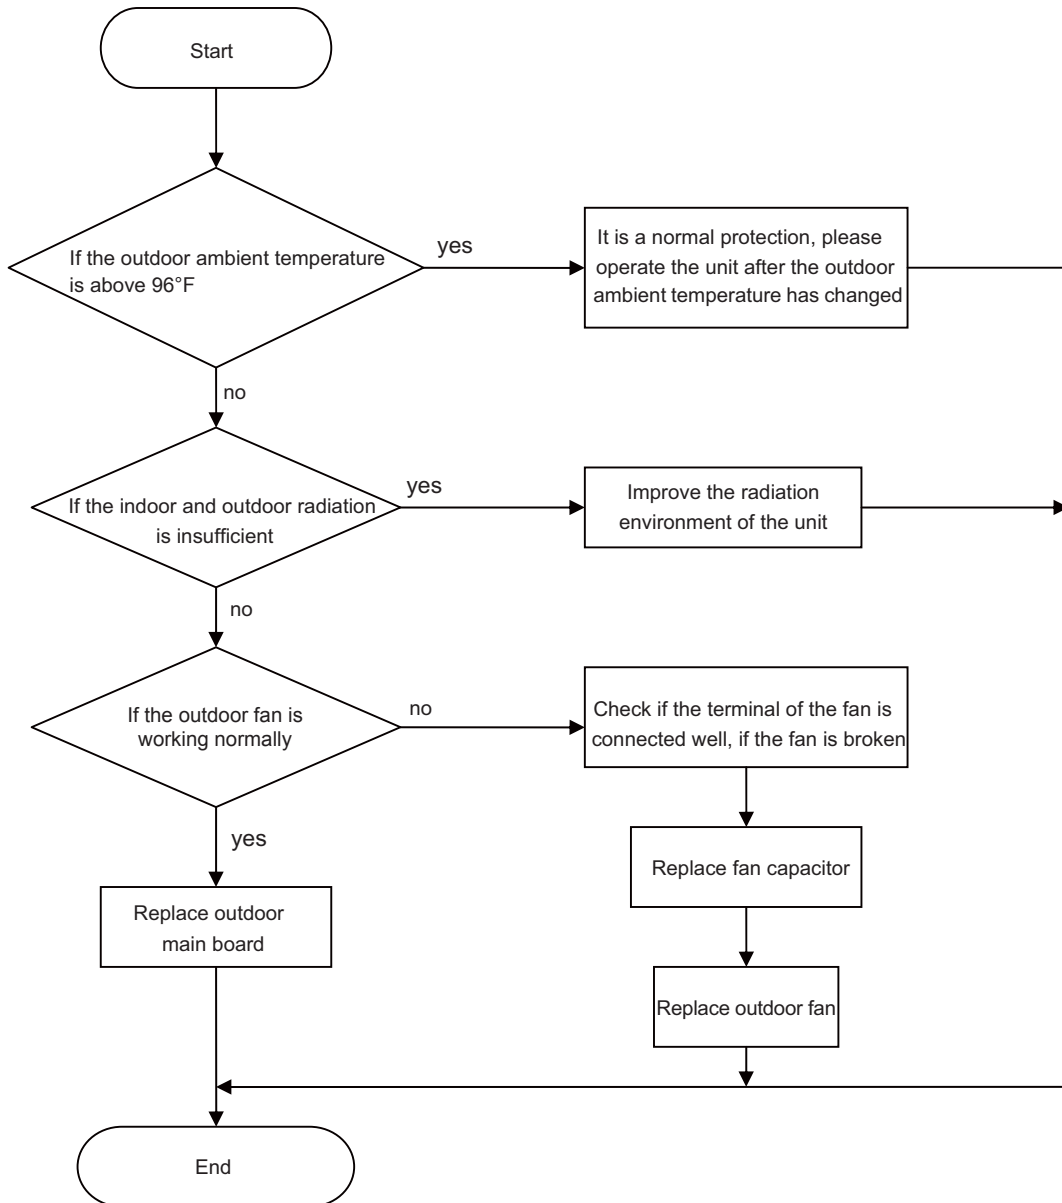 Start
If the outdoor ambient temperature
is above 96°F
yes
It is a normal protection, please
operate the unit after the outdoor
ambient temperature has changed
no
If the indoor and outdoor radiation
is insufficient
yes
Improve the radiation
environment of the unit
no
If the outdoor fan is
working normally
no
Check if the terminal of the fan is
connected well, if the fan is broken
yes
Replace fan capacitor
Replace outdoor
main board
Replace outdoor fan
End